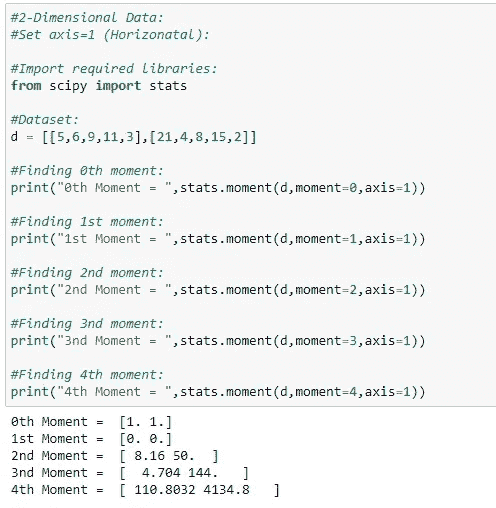 #2-Dimensional Data:
#Set axis=1 (Horizonatal):
#Import required libraries:
from scipy import stats
#Dataset:
d = [[5,6,9,11,3],[21,4,8,15,2]]
#Finding 0th moment:
print("0th Moment = ",stats.moment(d,moment=0,axis=1))
#Finding 1st moment:
print("1st Moment = ",stats.moment(d,moment=1,axis=1))
#Finding 2nd moment:
print("2nd Moment = ",stats.moment(d,moment=2,axis=1))
#Finding 3nd moment:
print("3nd Moment = ",stats.moment(d,moment=3,axis=1))
#Finding 4th moment:
print("4th Moment = ",stats.moment(d,moment=4,axis=1))
0th Moment =  [1. 1.]
1st Moment =  [0. 0.]
2nd Moment =  [ 8.16 50.  ]
3nd Moment =  [  4.704 144.   ]
4th Moment =  [ 110.8032 4134.8   ]